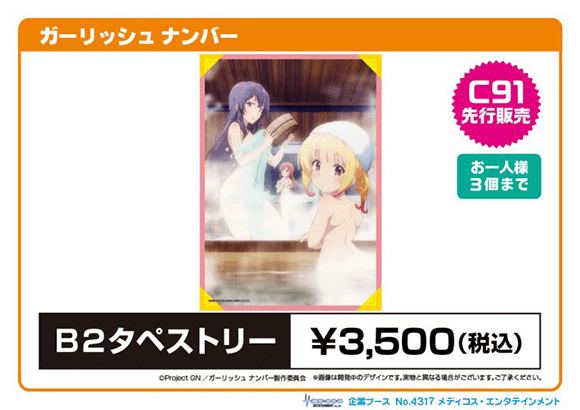 ガーリッシュ ナンバー
C91
先行販売
お一人様
3個まで
B2タペストリー
¥3,500(税込)
©Project GN／ガーリッシュ ナンバー製作委員会 ※画像は開発中のデザインです。実物と異なる場合がございます。ご了承ください。
MEDICOS 企業ブース No.4317 メディコス・エンタテインメント